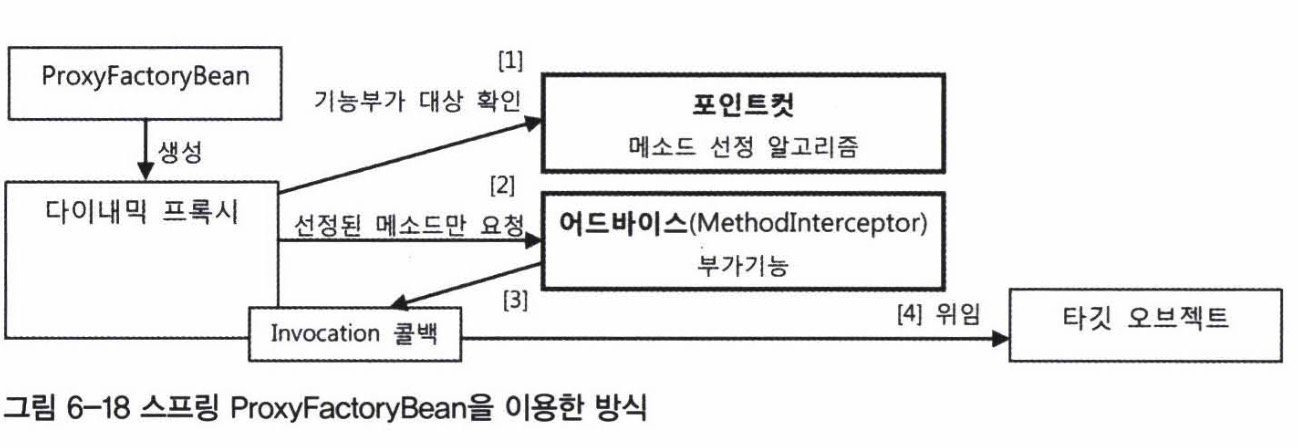 ProxyFactoryBean
생성
다이내믹 프록시
[1]
기능부가 대상 확인
포인트컷
메소드 선정 알고리즘
[2]
선정된 메소드만 요청
어드바이스(MethodInterceptor)
부가기능
[3]
Invocation 콜백
[4] 위임
타깃 오브젝트
그림 6-18 스프링 ProxyFactoryBean을 이용한 방식